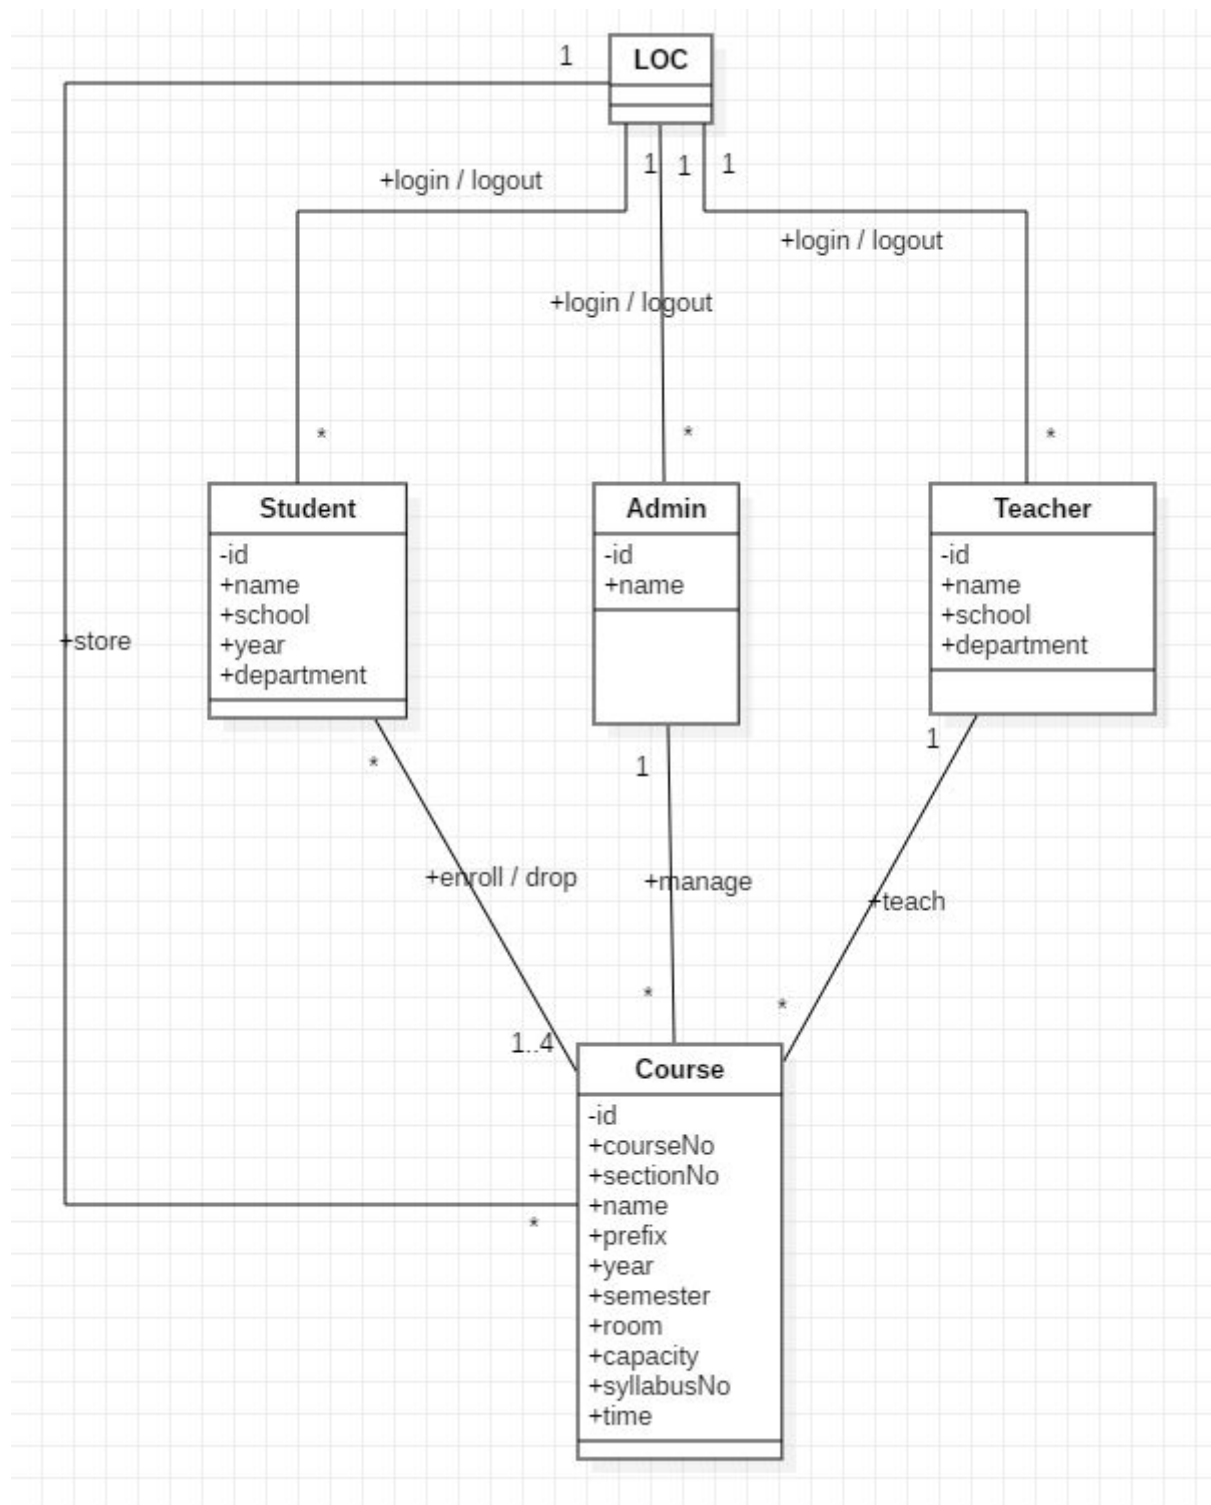 1
LOC
+login / logout
1
1
1
+login / logout
+login / logout
*
*
*
Student
-id
+name
+school
+year
+department
Admin
-id
+name
Teacher
-id
+name
+school
+department
+store
*
1
1
+enroll / drop
+manage
+teach
*
*
1..4
Course
-id
+courseNo
+sectionNo
+name
+prefix
+year
+semester
+room
+capacity
+syllabusNo
+time
*